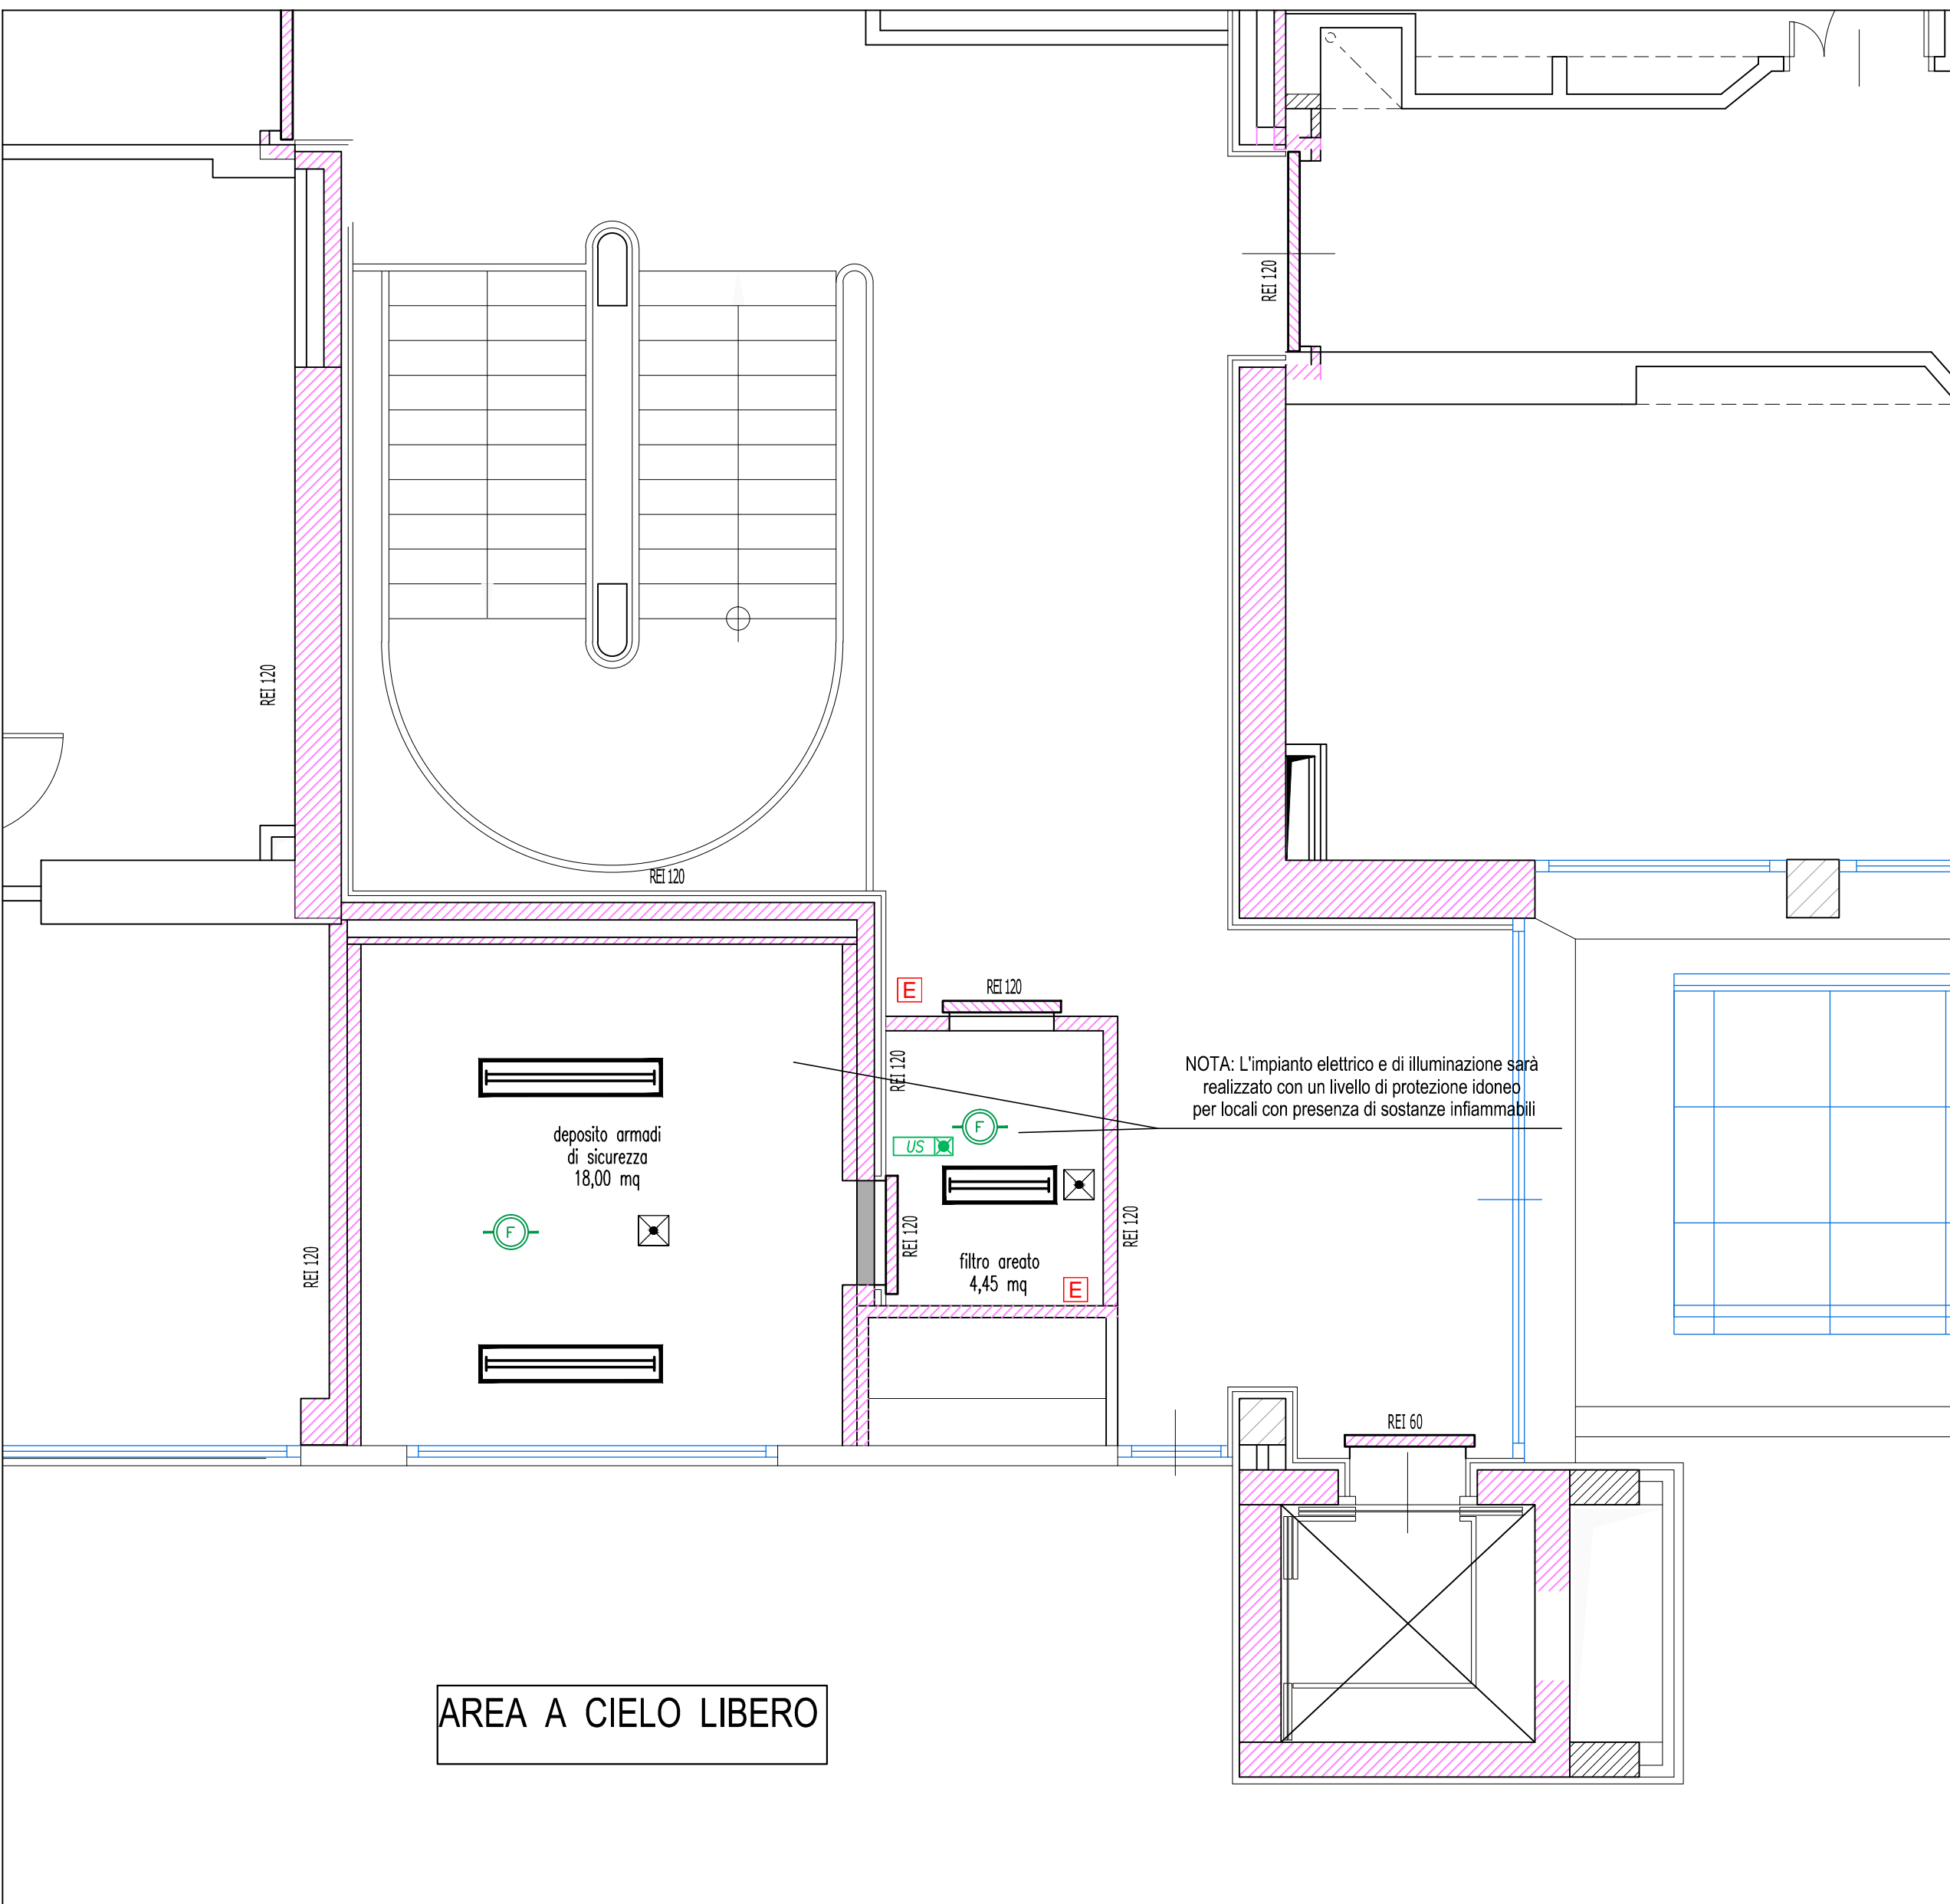 REI 120
REI 120
REI 120
E
REI 120
REI 120
NOTA: L'impianto elettrico e di illuminazione sarà
realizzato con un livello di protezione idoneo
per locali con presenza di sostanze infiammabili
F
US
deposito armadi
di sicurezza
18,00 mq
F
REI 120
REI 120
REI 120
filtro areato
4,45 mq
E
REI 60
AREA A CIELO LIBERO